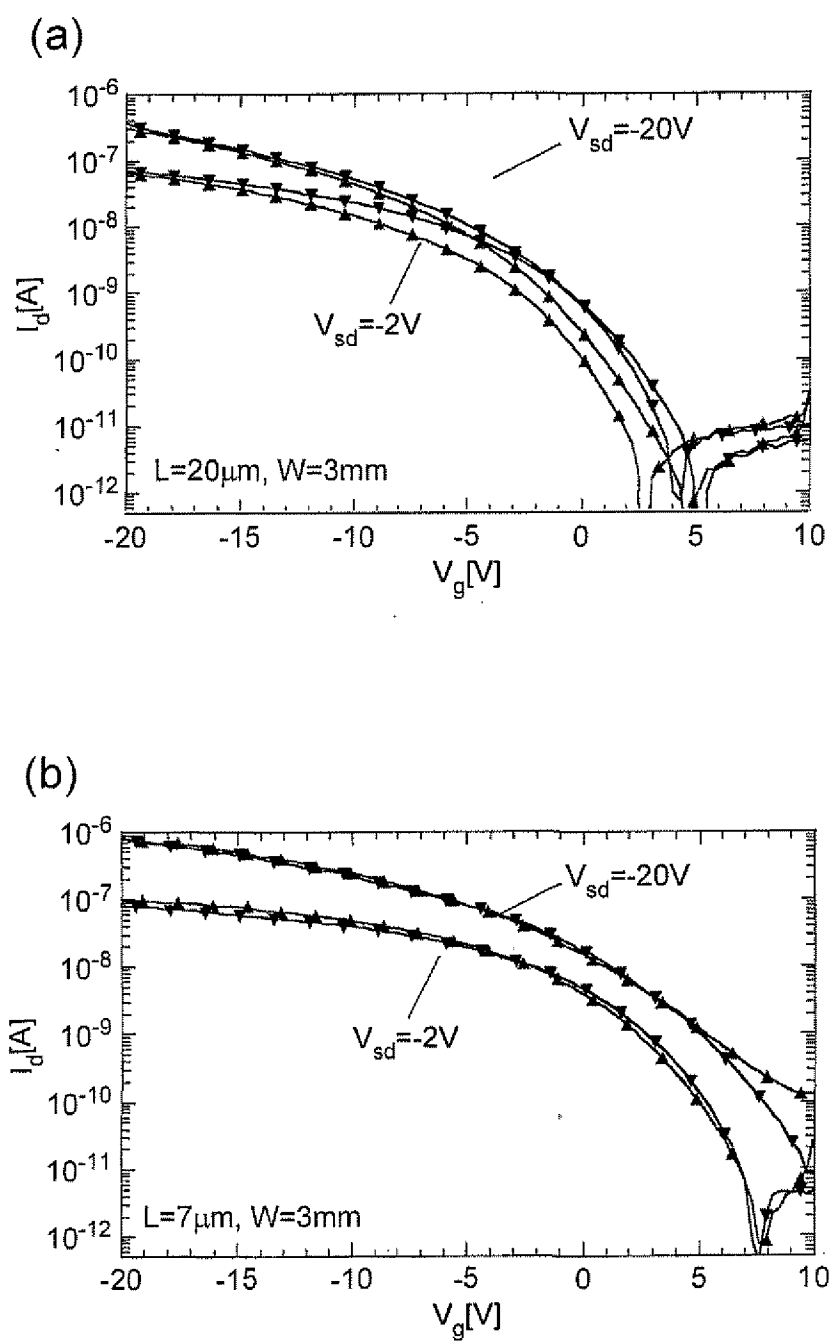 (a)
10⁻⁶
10⁻⁷
10⁻⁸
10⁻⁹
10⁻¹⁰
10⁻¹¹
10⁻¹²
I_d[A]
V_sd=-20V
V_sd=-2V
L=20μm, W=3mm
-20 -15 -10 -5 0 5 10
V_g[V]
(b)
10⁻⁶
10⁻⁷
10⁻⁸
10⁻⁹
10⁻¹⁰
10⁻¹¹
10⁻¹²
I_d[A]
V_sd=-20V
V_sd=-2V
L=7μm, W=3mm
-20 -15 -10 -5 0 5 10
V_g[V]